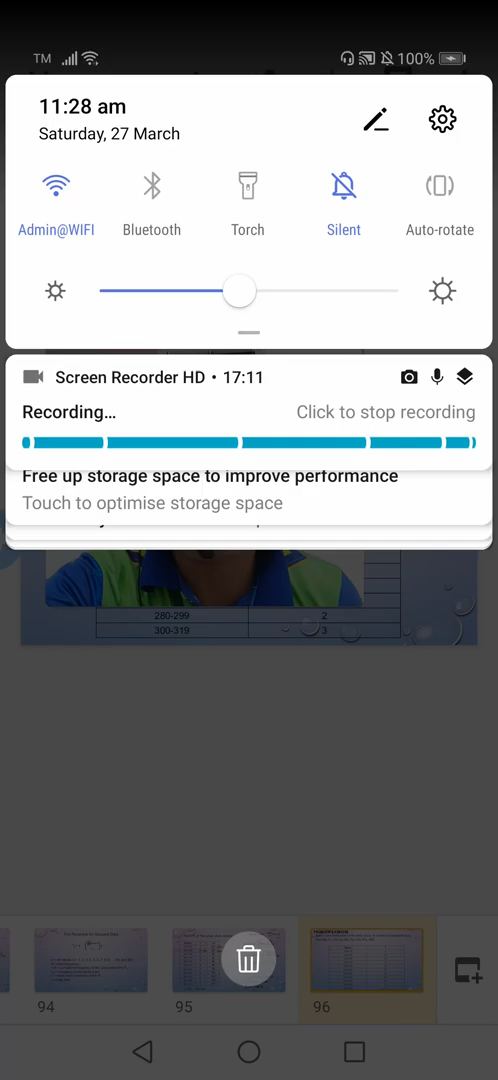 TM 100%
11:28 am
Saturday, 27 March
Admin@WIFI Bluetooth Torch Silent Auto-rotate
Screen Recorder HD • 17:11
Recording... Click to stop recording
Free up storage space to improve performance
Touch to optimise storage space
280-299 2
300-319 3
94 95 96